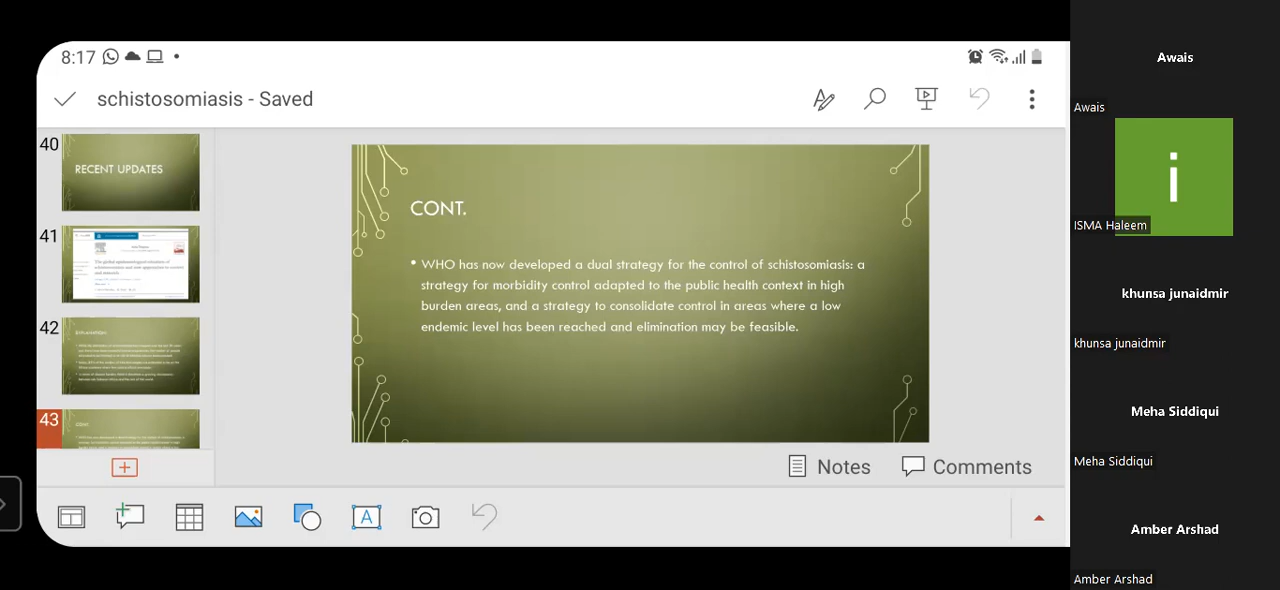 8:17
schistosomiasis - Saved
40
RECENT UPDATES
41
42
EXPLANATION:
43
CONT.
CONT.
• WHO has now developed a dual strategy for the control of schistosomiasis: a
strategy for morbidity control adapted to the public health context in high
burden areas, and a strategy to consolidate control in areas where a low
endemic level has been reached and elimination may be feasible.
Notes
Comments
A
Awais
Awais
i
ISMA Haleem
khunsa junaidmir
khunsa junaidmir
Meha Siddiqui
Meha Siddiqui
Amber Arshad
Amber Arshad